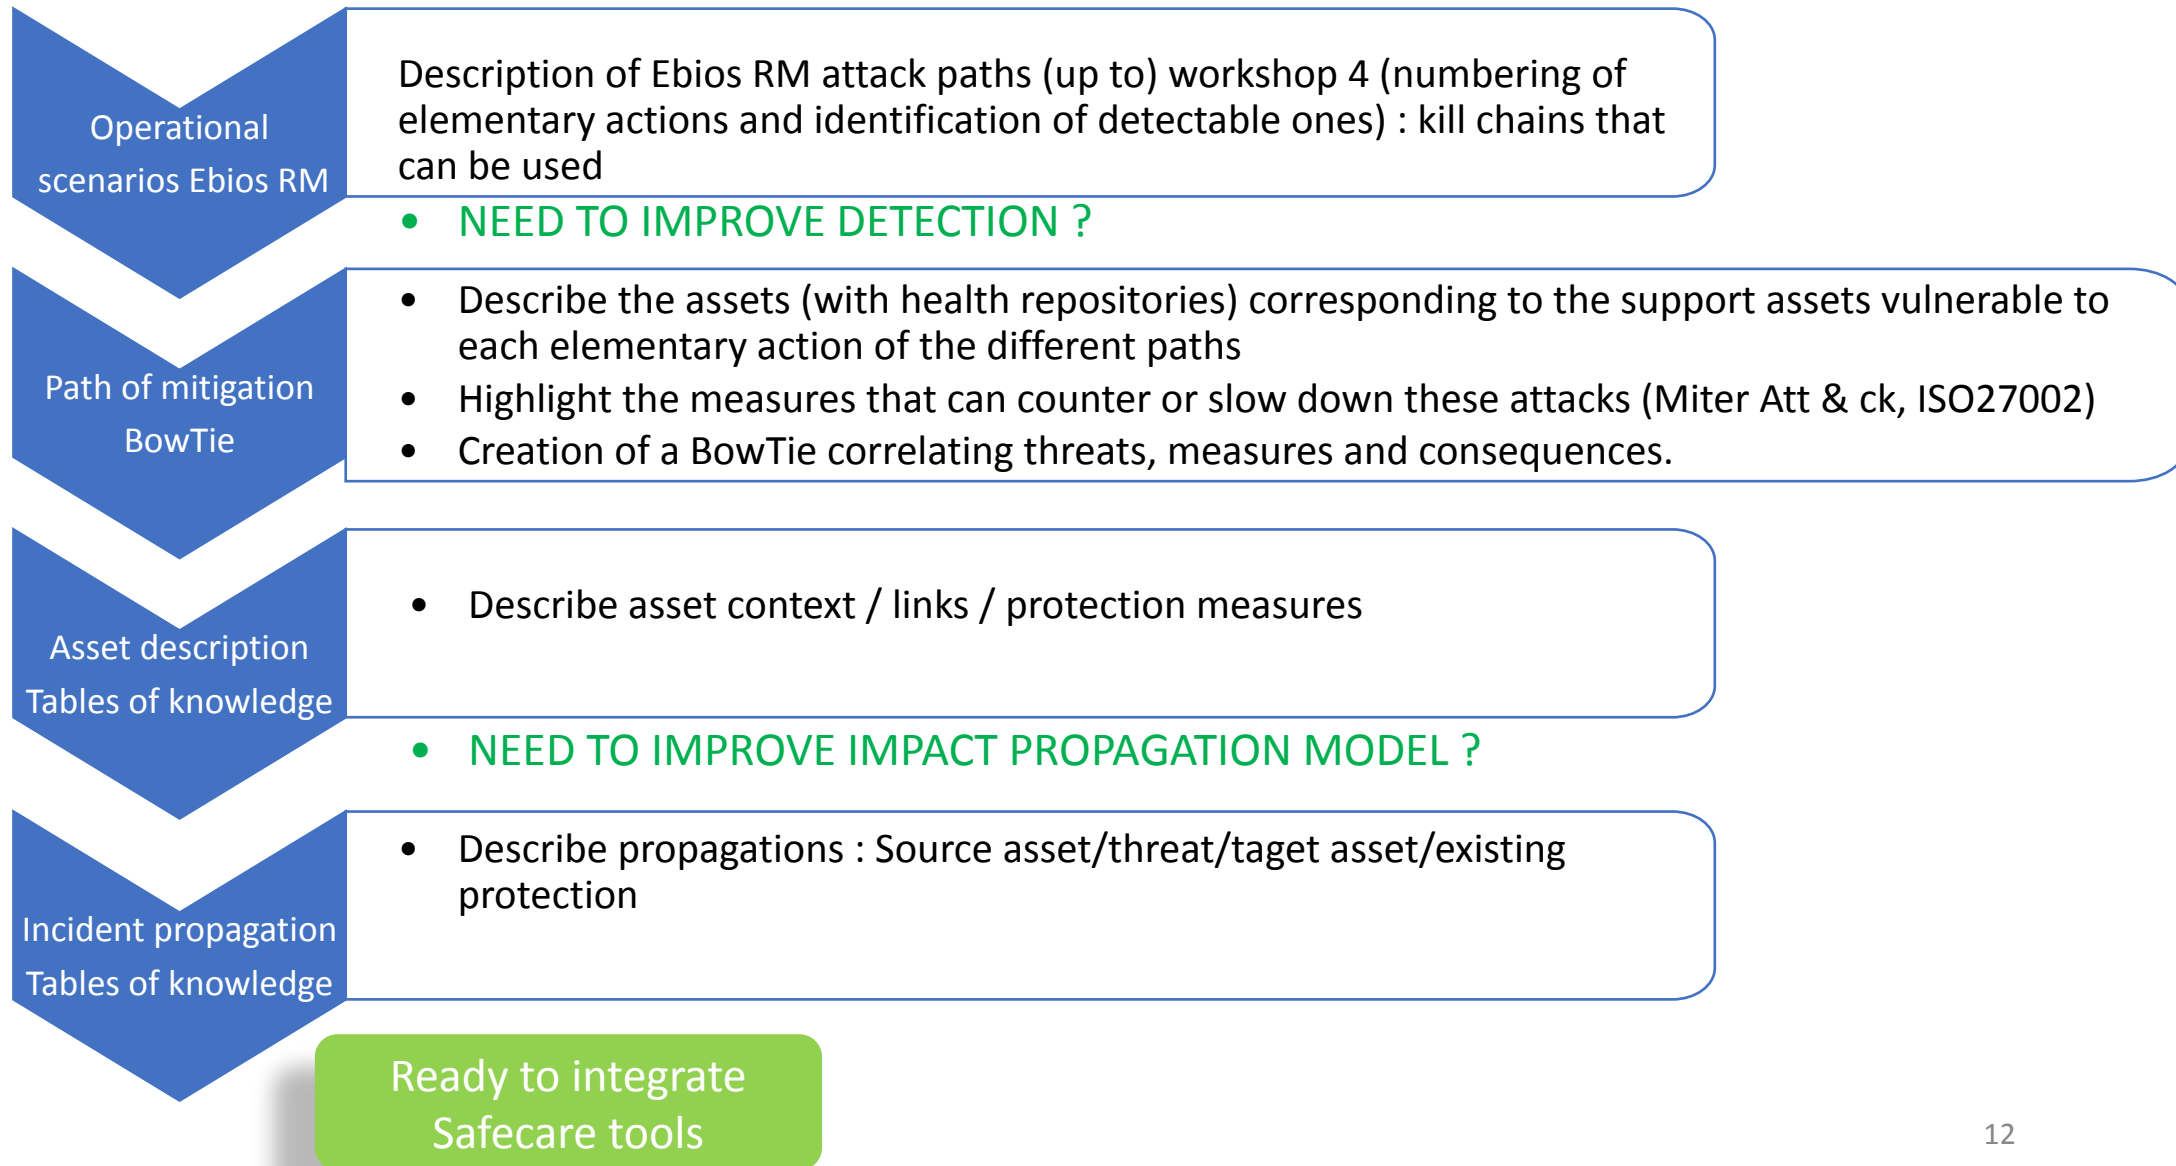 Operational
scenarios Ebios RM
Description of Ebios RM attack paths (up to) workshop 4 (numbering of
elementary actions and identification of detectable ones) : kill chains that
can be used
• NEED TO IMPROVE DETECTION ?
Path of mitigation
BowTie
• Describe the assets (with health repositories) corresponding to the support assets vulnerable to
each elementary action of the different paths
• Highlight the measures that can counter or slow down these attacks (Miter Att & ck, ISO27002)
• Creation of a BowTie correlating threats, measures and consequences.
Asset description
Tables of knowledge
• Describe asset context / links / protection measures
• NEED TO IMPROVE IMPACT PROPAGATION MODEL ?
Incident propagation
Tables of knowledge
• Describe propagations : Source asset/threat/taget asset/existing
protection
Ready to integrate
Safecare tools
12